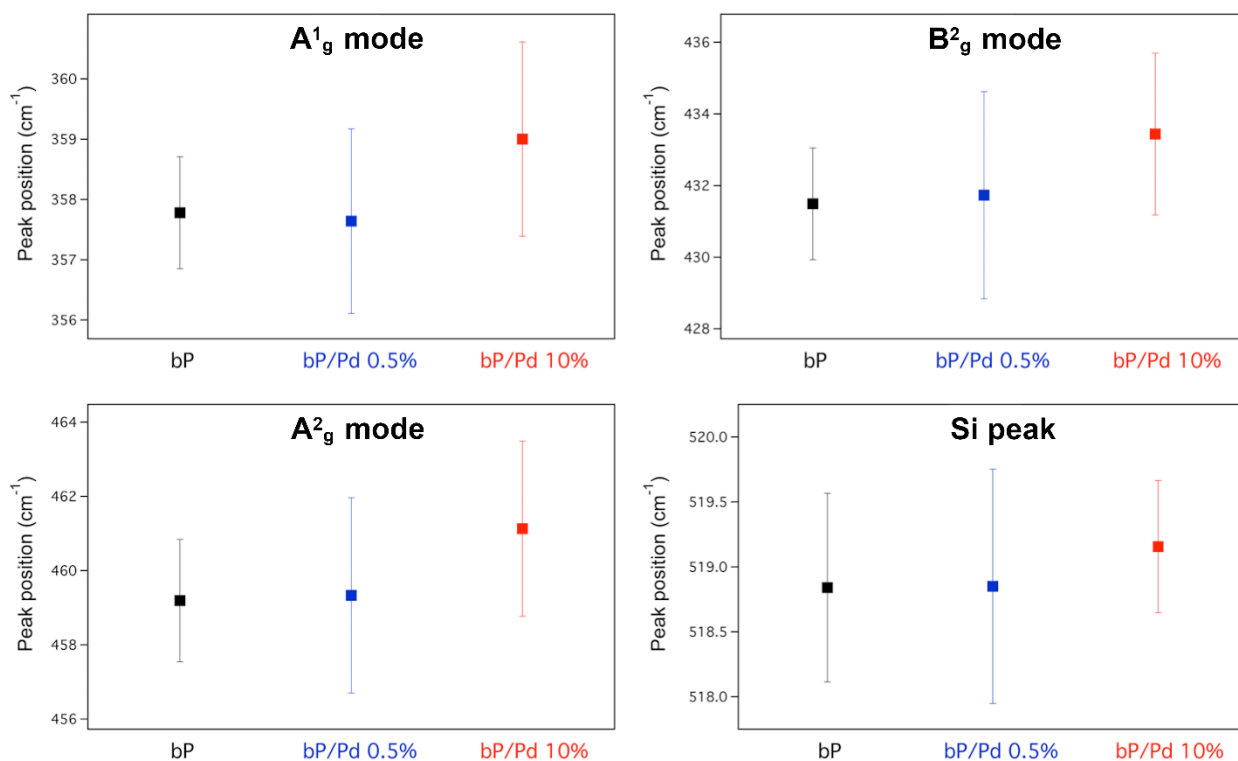 A¹g mode
Peak position (cm⁻¹)
360
359
358
357
356
bP
bP/Pd 0.5%
bP/Pd 10%
B²g mode
Peak position (cm⁻¹)
436
434
432
430
428
bP
bP/Pd 0.5%
bP/Pd 10%
A²g mode
Peak position (cm⁻¹)
464
462
460
458
456
bP
bP/Pd 0.5%
bP/Pd 10%
Si peak
Peak position (cm⁻¹)
520.0
519.5
519.0
518.5
518.0
bP
bP/Pd 0.5%
bP/Pd 10%